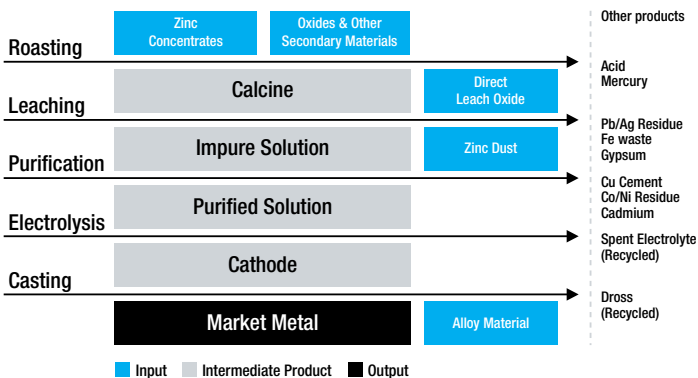 Other products
Zinc
Concentrates
Oxides & Other
Secondary Materials
Roasting
Acid
Mercury
Calcine
Direct
Leach Oxide
Leaching
Pb/Ag Residue
Fe waste
Gypsum
Impure Solution
Zinc Dust
Purification
Cu Cement
Co/Ni Residue
Cadmium
Purified Solution
Electrolysis
Spent Electrolyte
(Recycled)
Cathode
Casting
Dross
(Recycled)
Market Metal
Alloy Material
Input
Intermediate Product
Output